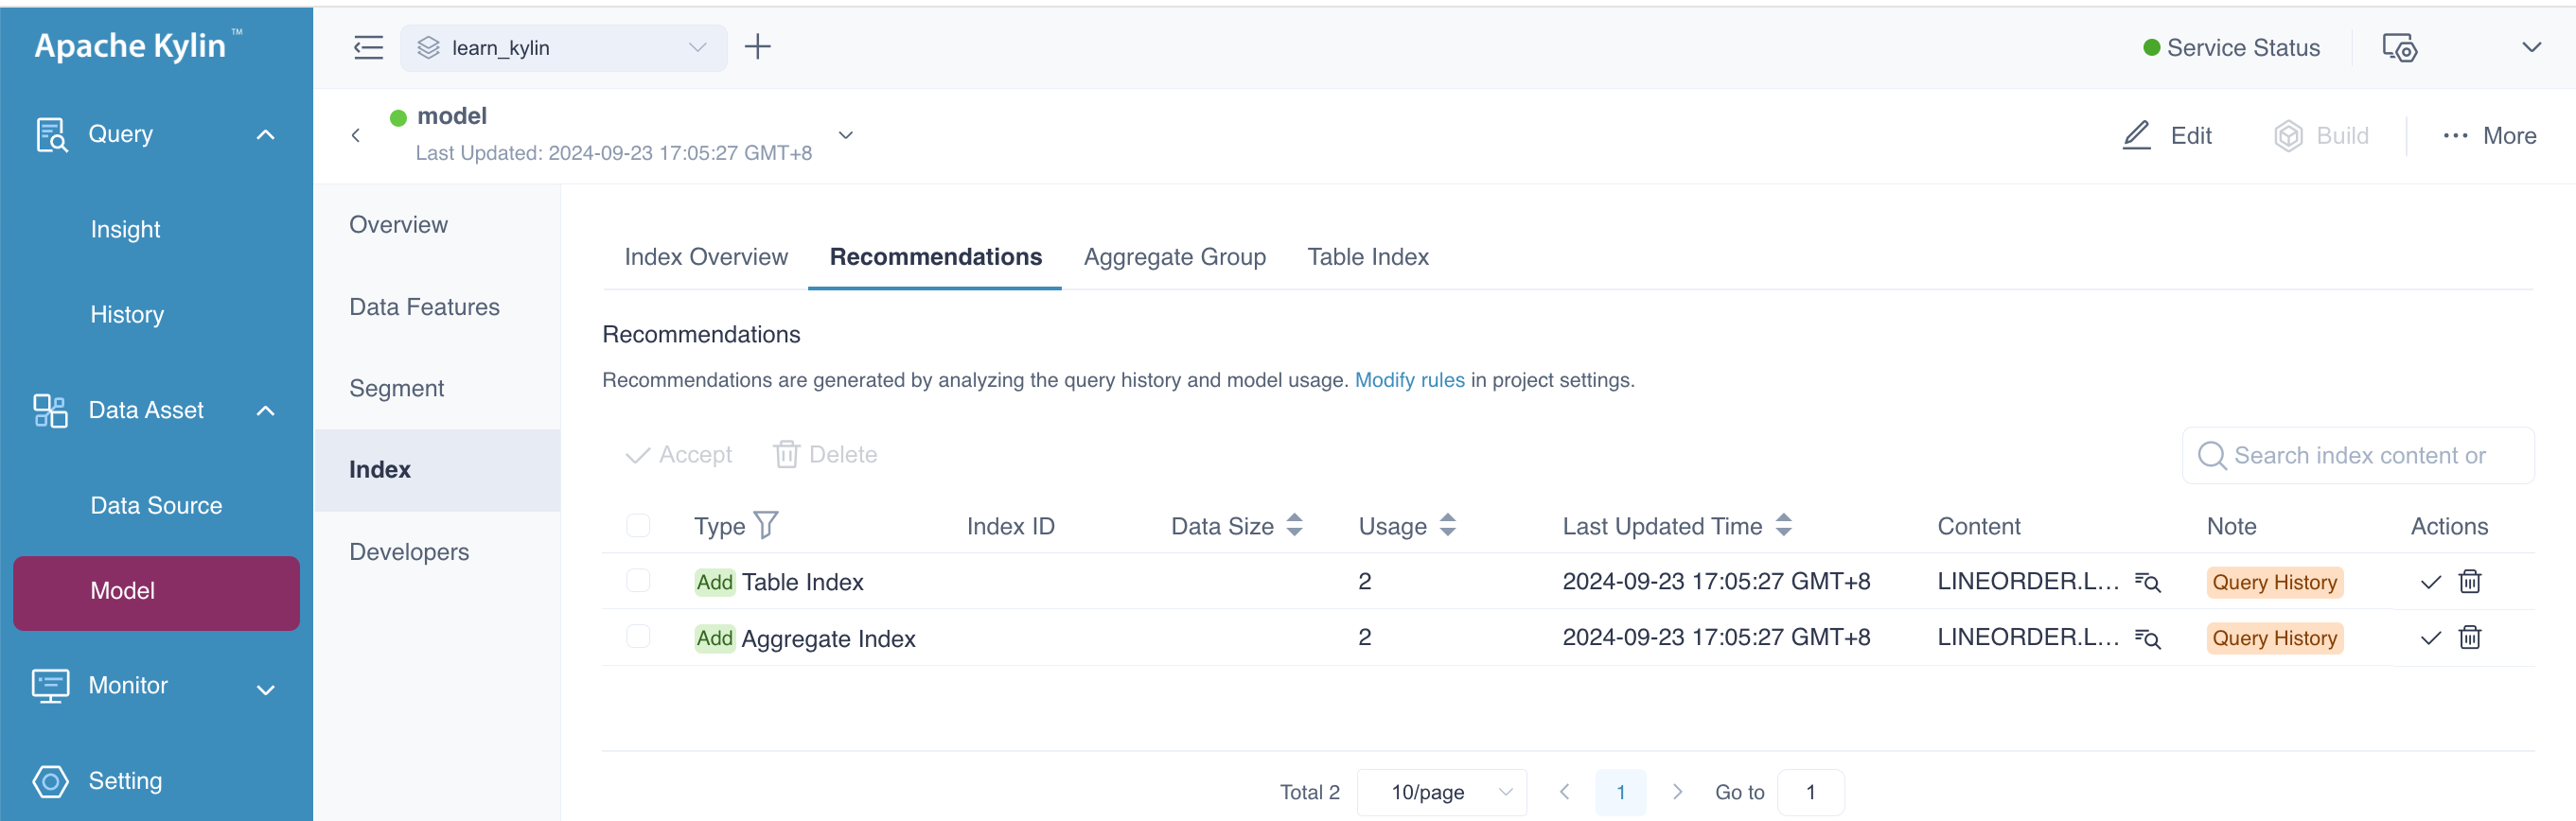 Apache Kylin™
learn_kylin
Service Status
Query
Insight
History
Data Asset
Data Source
Model
Monitor
Setting
model
Last Updated: 2024-09-23 17:05:27 GMT+8
Edit
Build
More
Overview
Data Features
Segment
Index
Developers
Index Overview Recommendations Aggregate Group Table Index
Recommendations
Recommendations are generated by analyzing the query history and model usage. Modify rules in project settings.
Accept Delete
Search index content or
Type Index ID Data Size Usage Last Updated Time Content Note Actions
Add Table Index 2 2024-09-23 17:05:27 GMT+8 LINEORDER.L... Query History
Add Aggregate Index 2 2024-09-23 17:05:27 GMT+8 LINEORDER.L... Query History
Total 2 10/page 1 Go to 1